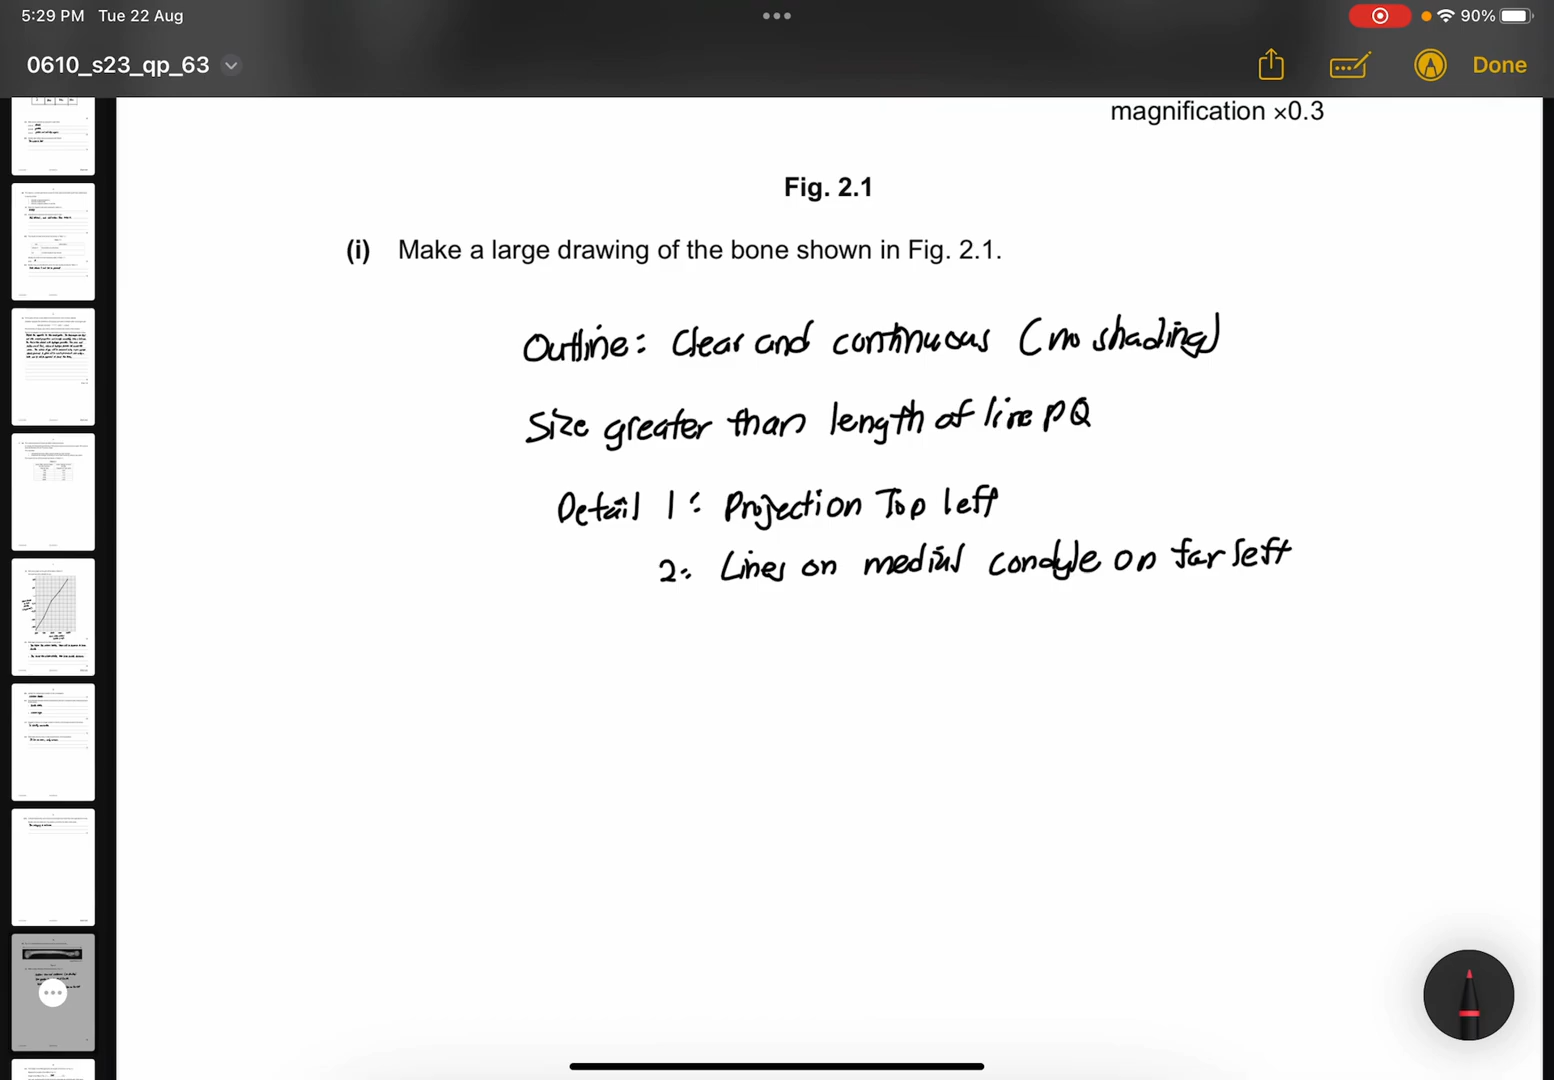 5:29 PM Tue 22 Aug
90%
0610_s23_qp_63
Done
magnification ×0.3
Fig. 2.1
(i) Make a large drawing of the bone shown in Fig. 2.1.
Outline: Clear and continuous (no shading)
Size greater than length of line PQ
Detail 1: Projection Top left
2: Lines on medial condyle on far left